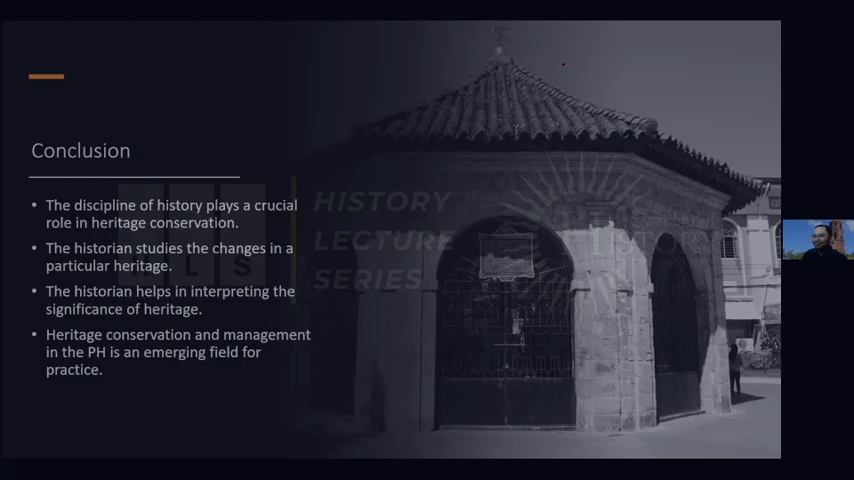 Conclusion
• The discipline of history plays a crucial
role in heritage conservation.
• The historian studies the changes in a
particular heritage.
• The historian helps in interpreting the
significance of heritage.
• Heritage conservation and management
in the PH is an emerging field for
practice.
HISTORY
LECTURE
SERIES